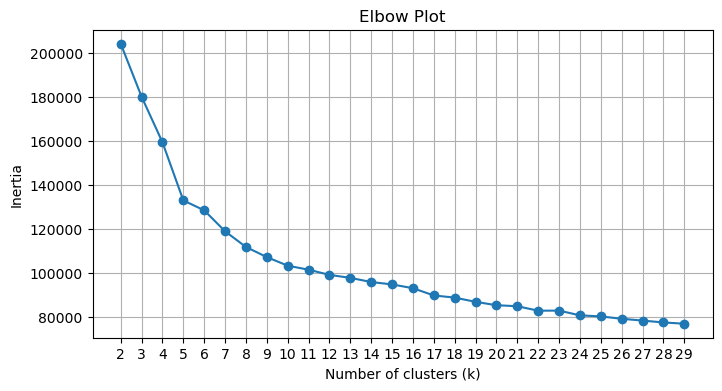 Elbow Plot
200000
180000
160000
140000
120000
100000
80000
Inertia
2 3 4 5 6 7 8 9 10 11 12 13 14 15 16 17 18 19 20 21 22 23 24 25 26 27 28 29
Number of clusters (k)